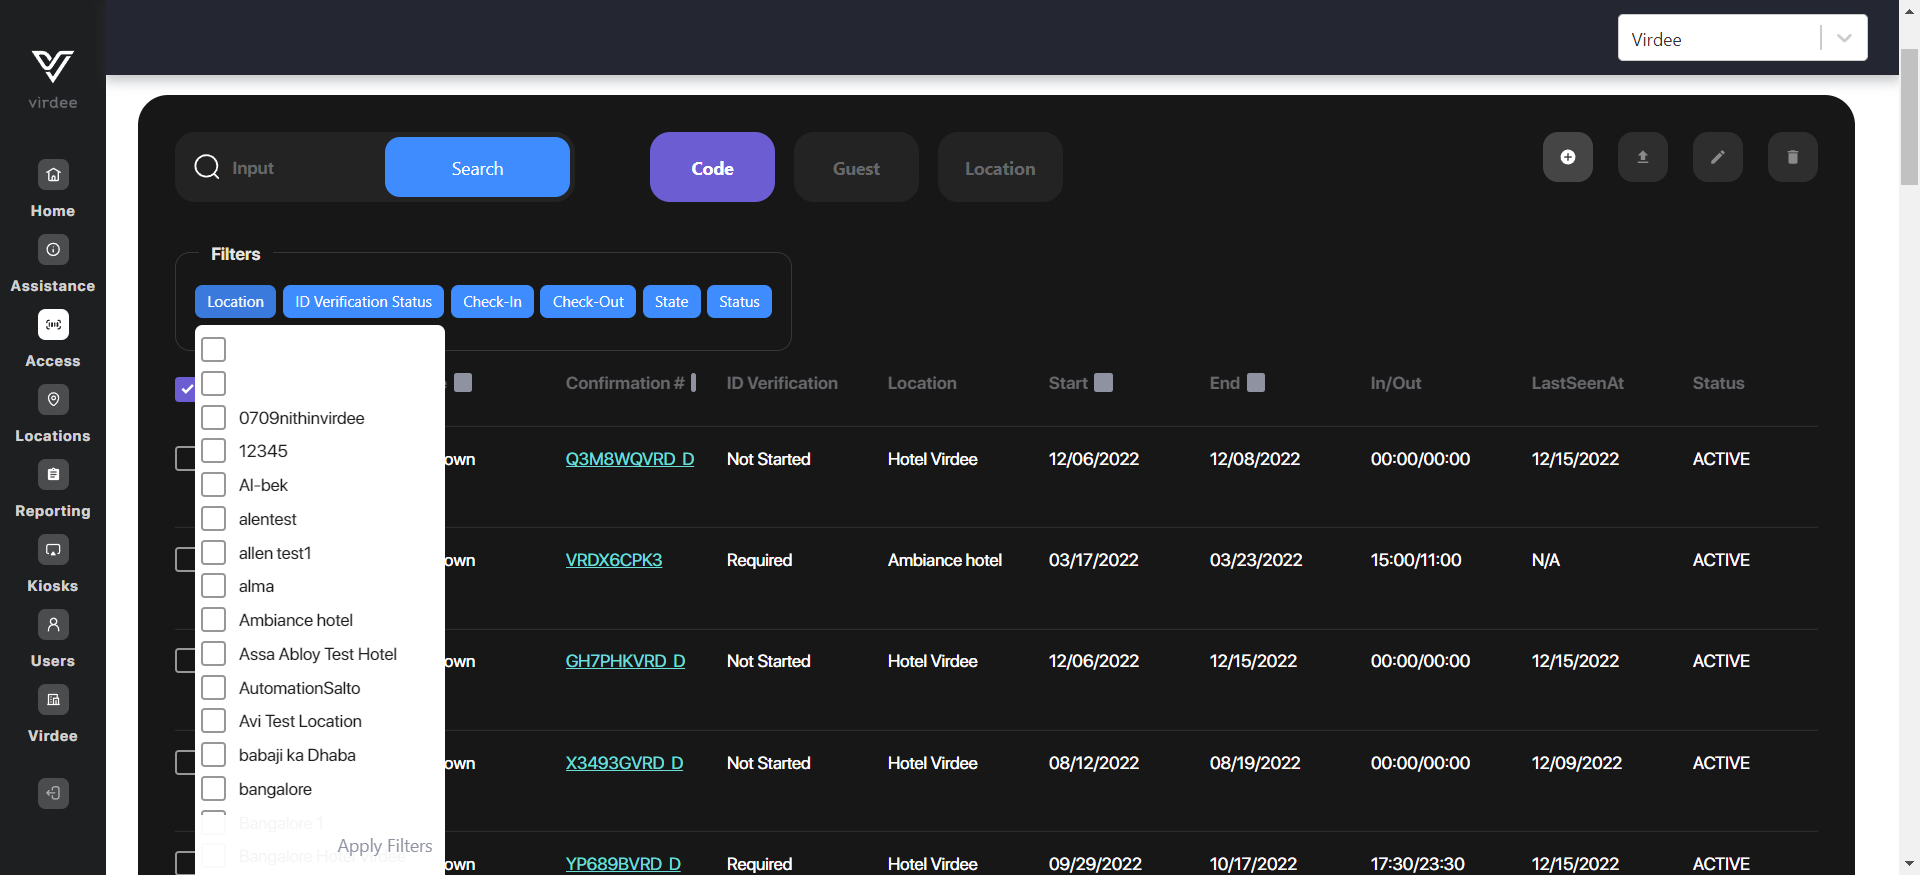 Virdee
virdee
Home
Assistance
Access
Locations
Reporting
Kiosks
Users
Virdee
Input
Search
Code
Guest
Location
Filters
Location
ID Verification Status
Check-In
Check-Out
State
Status
0709nithinvirdee
12345
Al-bek
alentest
allen test1
alma
Ambiance hotel
Assa Abloy Test Hotel
AutomationSalto
Avi Test Location
babaji ka Dhaba
bangalore
Bangalore 1
Bangalore Hotel Virdee
Apply Filters
Confirmation # ID Verification Location Start End In/Out LastSeenAt Status
own Q3M8WQVRD_D Not Started Hotel Virdee 12/06/2022 12/08/2022 00:00/00:00 12/15/2022 ACTIVE
own VRDX6CPK3 Required Ambiance hotel 03/17/2022 03/23/2022 15:00/11:00 N/A ACTIVE
own GH7PHKVRD_D Not Started Hotel Virdee 12/06/2022 12/15/2022 00:00/00:00 12/15/2022 ACTIVE
own X3493GVRD_D Not Started Hotel Virdee 08/12/2022 08/19/2022 00:00/00:00 12/09/2022 ACTIVE
own YP689BVRD_D Required Hotel Virdee 09/29/2022 10/17/2022 17:30/23:30 12/15/2022 ACTIVE